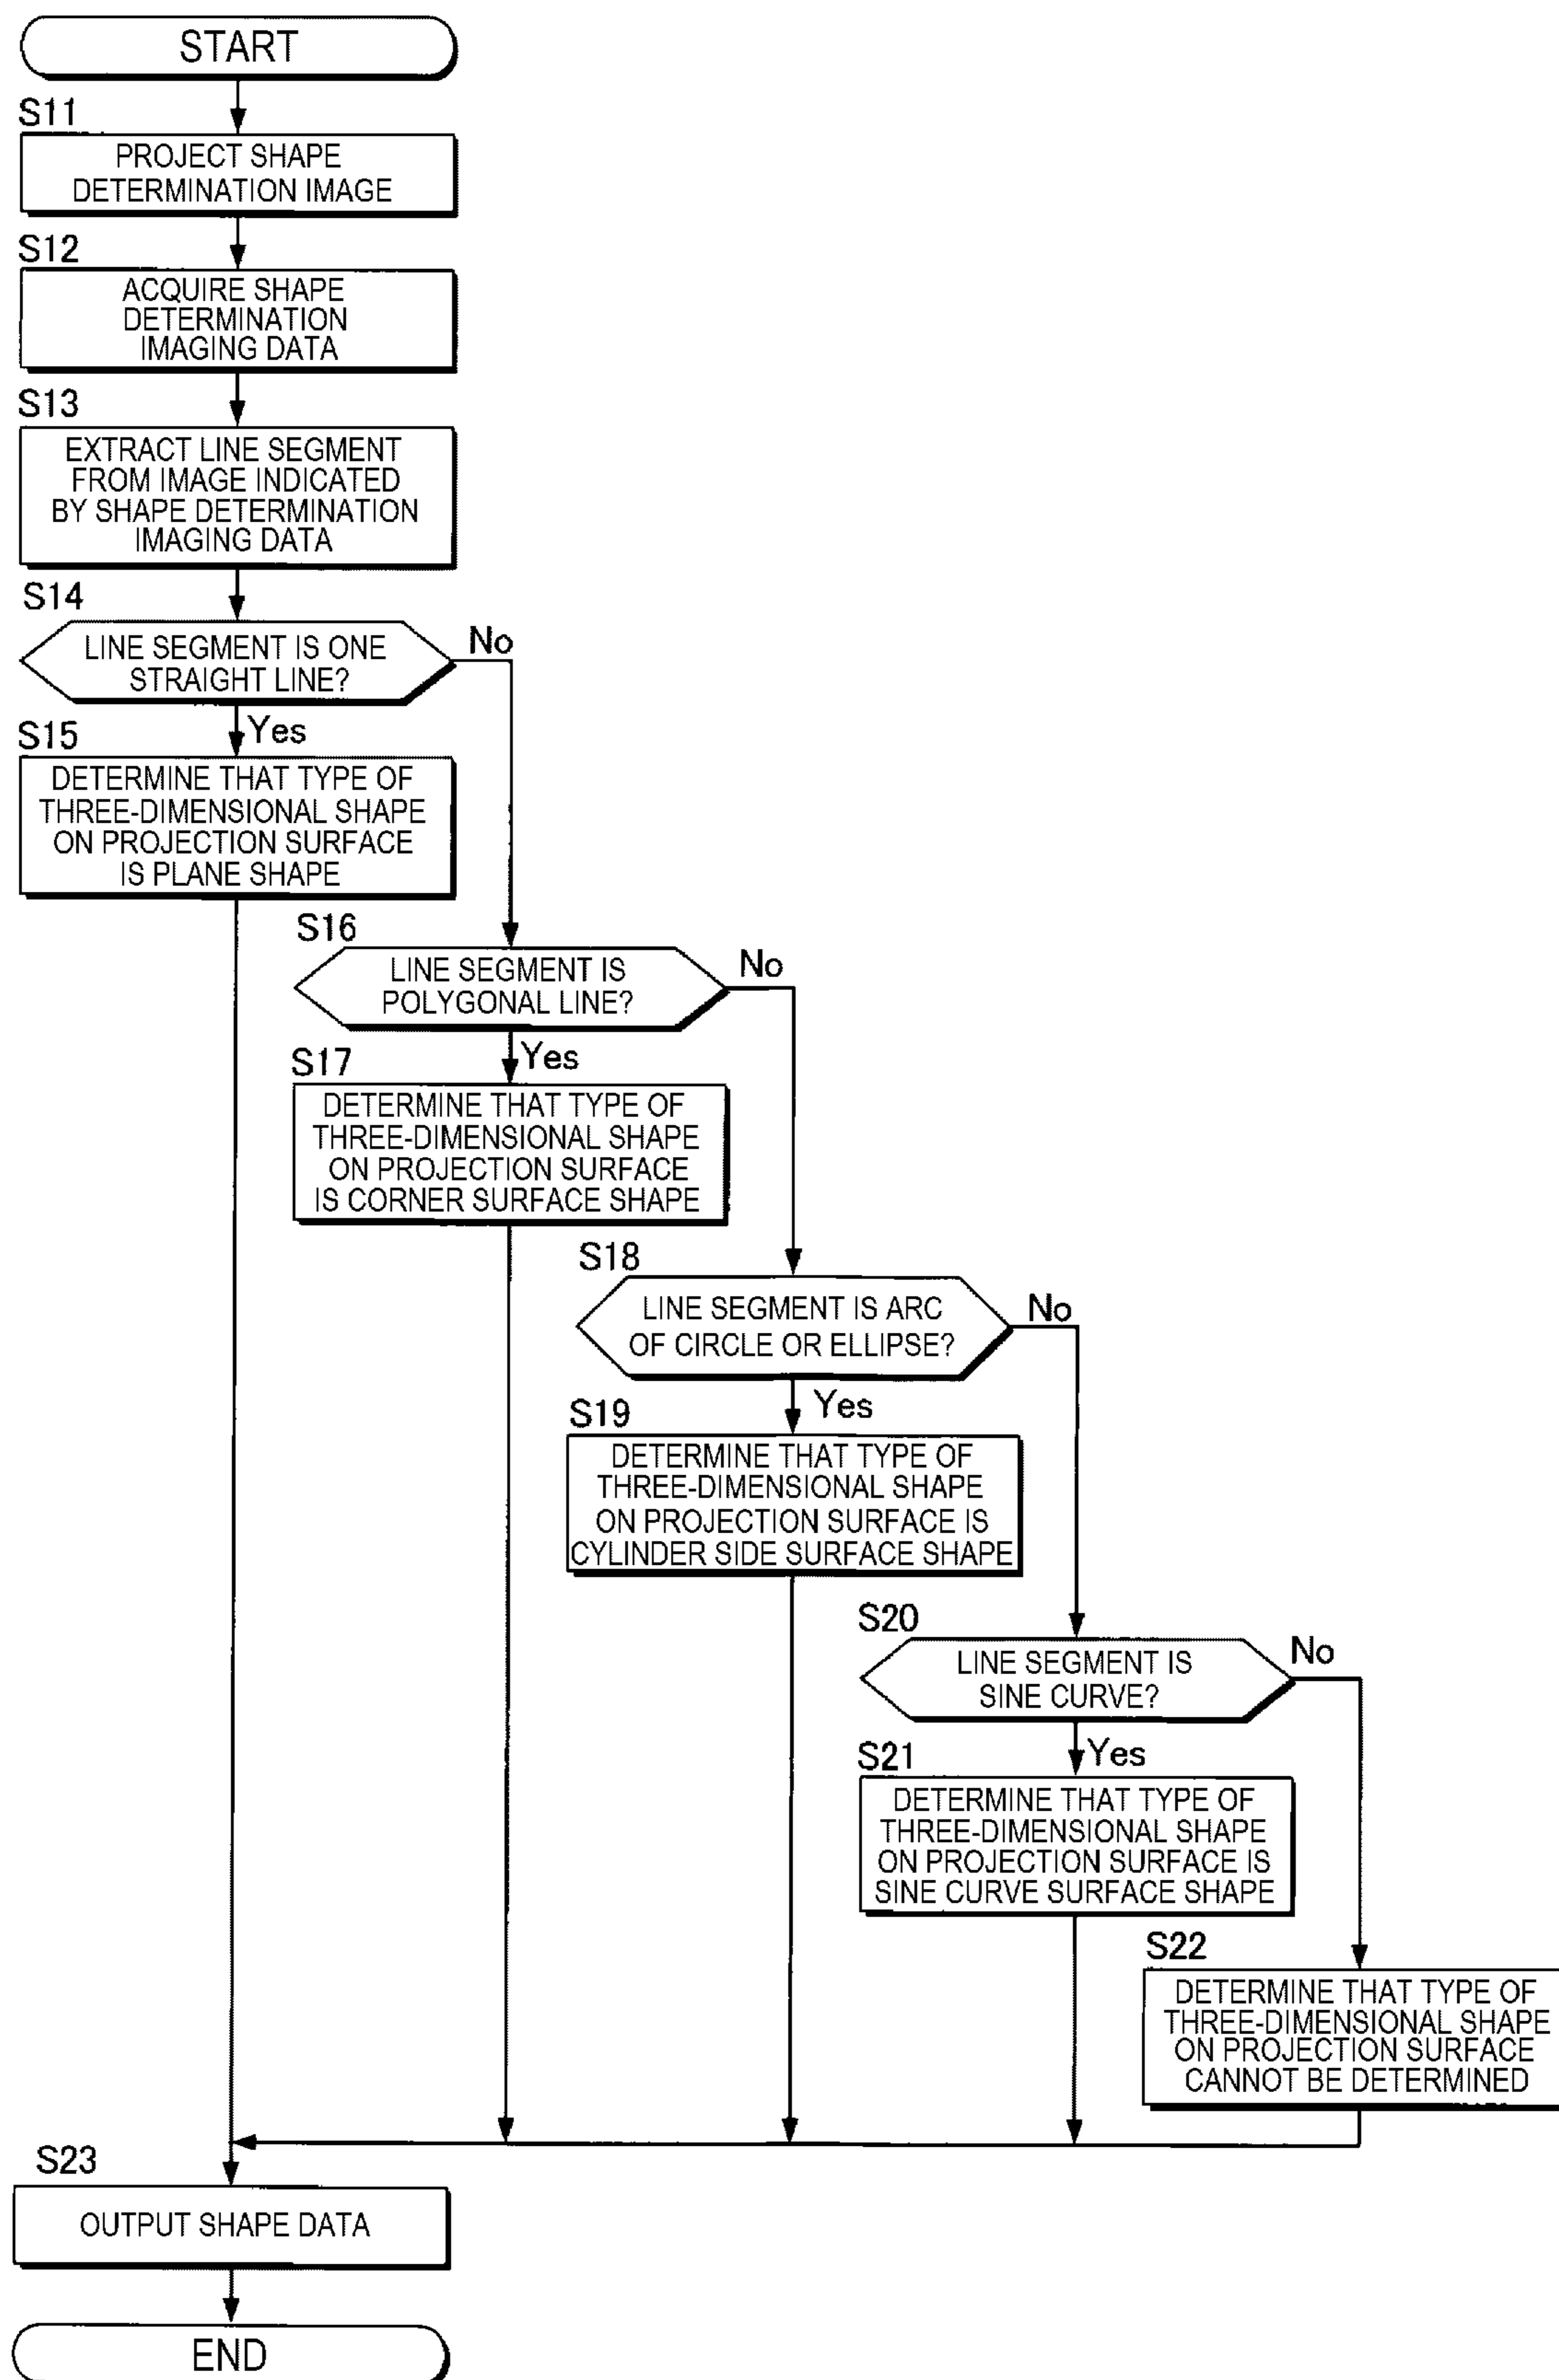 START
S11
PROJECT SHAPE
DETERMINATION IMAGE
S12
ACQUIRE SHAPE
DETERMINATION
IMAGING DATA
S13
EXTRACT LINE SEGMENT
FROM IMAGE INDICATED
BY SHAPE DETERMINATION
IMAGING DATA
S14
LINE SEGMENT IS ONE
STRAIGHT LINE?
No
Yes
S15
DETERMINE THAT TYPE OF
THREE-DIMENSIONAL SHAPE
ON PROJECTION SURFACE
IS PLANE SHAPE
S16
LINE SEGMENT IS
POLYGONAL LINE?
No
Yes
S17
DETERMINE THAT TYPE OF
THREE-DIMENSIONAL SHAPE
ON PROJECTION SURFACE
IS CORNER SURFACE SHAPE
S18
LINE SEGMENT IS ARC
OF CIRCLE OR ELLIPSE?
No
Yes
S19
DETERMINE THAT TYPE OF
THREE-DIMENSIONAL SHAPE
ON PROJECTION SURFACE IS
CYLINDER SIDE SURFACE SHAPE
S20
LINE SEGMENT IS
SINE CURVE?
No
Yes
S21
DETERMINE THAT TYPE OF
THREE-DIMENSIONAL SHAPE
ON PROJECTION SURFACE IS
SINE CURVE SURFACE SHAPE
S22
DETERMINE THAT TYPE OF
THREE-DIMENSIONAL SHAPE
ON PROJECTION SURFACE
CANNOT BE DETERMINED
S23
OUTPUT SHAPE DATA
END